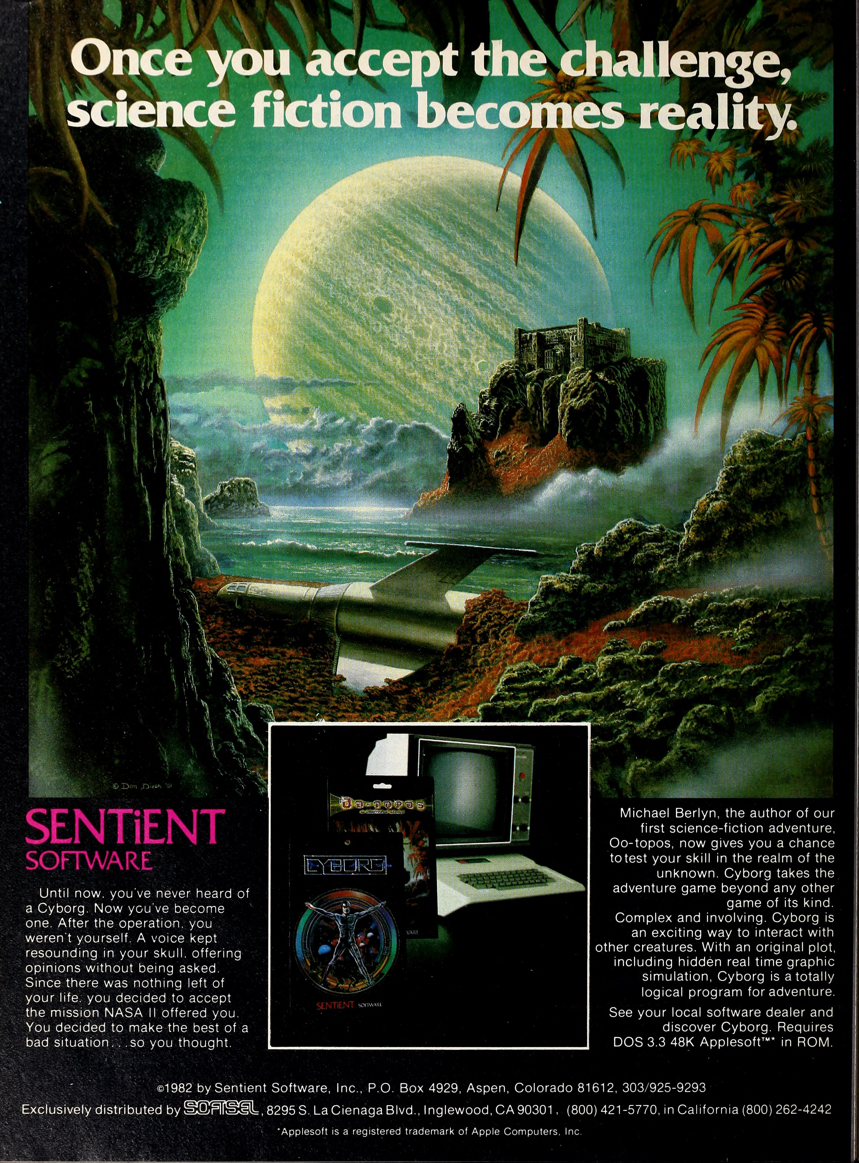 Once you accept the challenge,
science fiction becomes reality.
© Don Dixon
Oo-topos
CYBORG
SENTIENT SOFTWARE
SENTiENT
SOFTWARE
Until now, you've never heard of
a Cyborg. Now you've become
one. After the operation, you
weren't yourself. A voice kept
resounding in your skull, offering
opinions without being asked.
Since there was nothing left of
your life, you decided to accept
the mission NASA II offered you.
You decided to make the best of a
bad situation...so you thought.
Michael Berlyn, the author of our
first science-fiction adventure,
Oo-topos, now gives you a chance
to test your skill in the realm of the
unknown. Cyborg takes the
adventure game beyond any other
game of its kind.
Complex and involving. Cyborg is
an exciting way to interact with
other creatures. With an original plot,
including hidden real time graphic
simulation, Cyborg is a totally
logical program for adventure.
See your local software dealer and
discover Cyborg. Requires
DOS 3.3 48K Applesoft™* in ROM.
©1982 by Sentient Software, Inc., P.O. Box 4929, Aspen, Colorado 81612, 303/925-9293
Exclusively distributed by SOFTSEL, 8295 S. La Cienaga Blvd., Inglewood, CA 90301, (800) 421-5770, in California (800) 262-4242
*Applesoft is a registered trademark of Apple Computers, Inc.